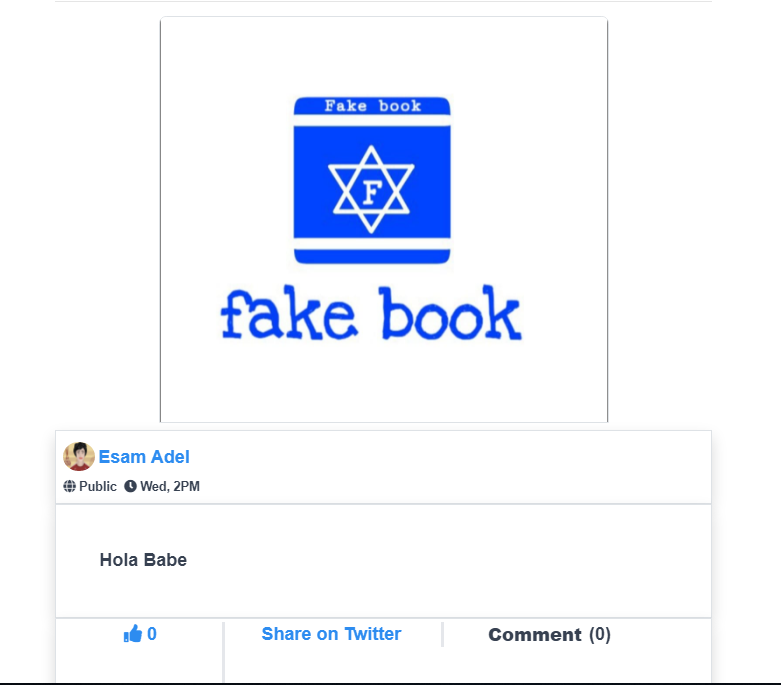 Fake book
F
fake book
Esam Adel
Public Wed, 2PM
Hola Babe
0 Share on Twitter Comment (0)